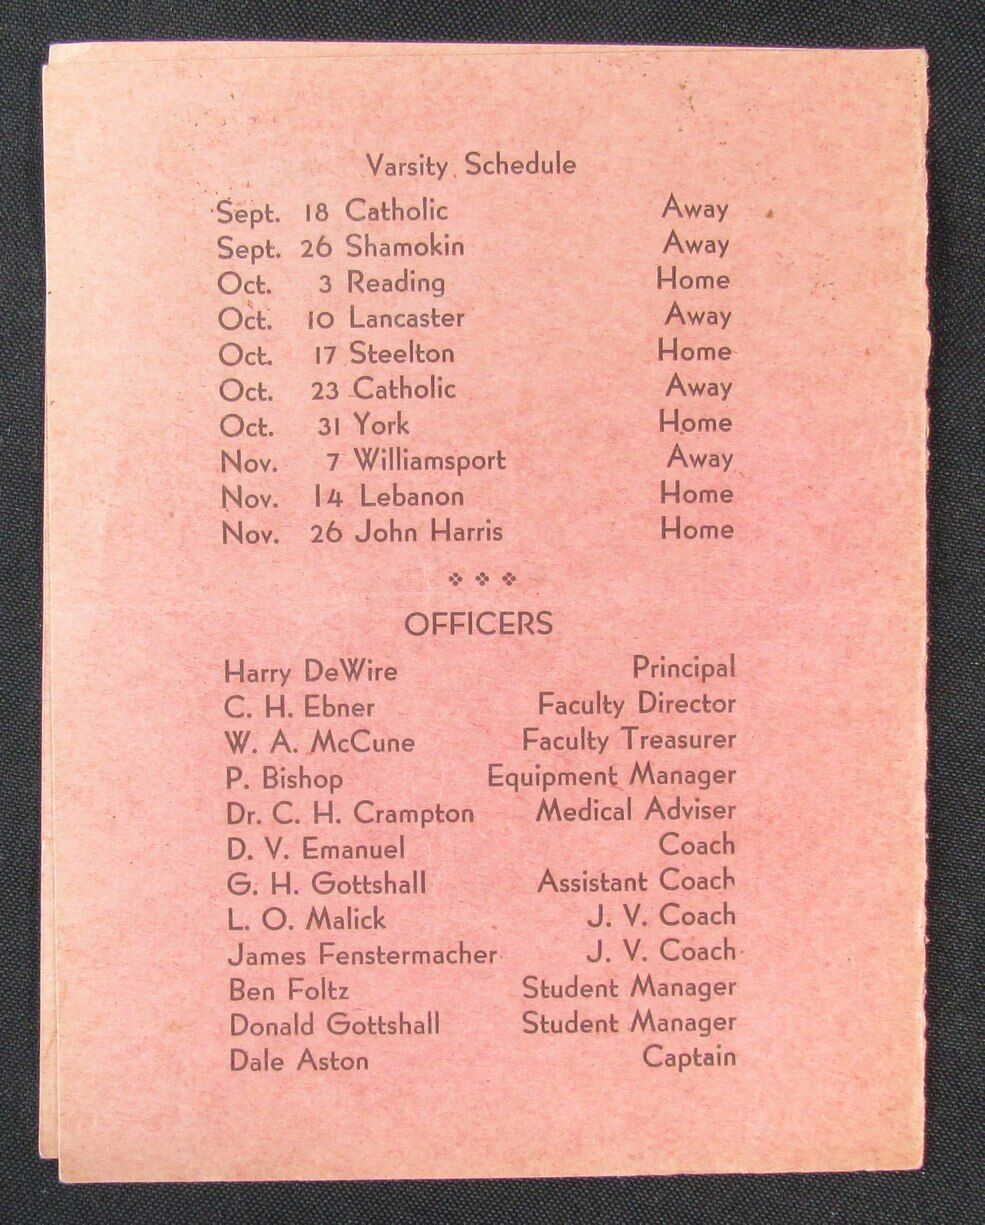 Varsity Schedule
Sept. 18 Catholic Away
Sept. 26 Shamokin Away
Oct. 3 Reading Home
Oct. 10 Lancaster Away
Oct. 17 Steelton Home
Oct. 23 Catholic Away
Oct. 31 York Home
Nov. 7 Williamsport Away
Nov. 14 Lebanon Home
Nov. 26 John Harris Home
OFFICERS
Harry DeWire Principal
C. H. Ebner Faculty Director
W. A. McCune Faculty Treasurer
P. Bishop Equipment Manager
Dr. C. H. Crampton Medical Adviser
D. V. Emanuel Coach
G. H. Gottshall Assistant Coach
L. O. Malick J. V. Coach
James Fenstermacher J. V. Coach
Ben Foltz Student Manager
Donald Gottshall Student Manager
Dale Aston Captain